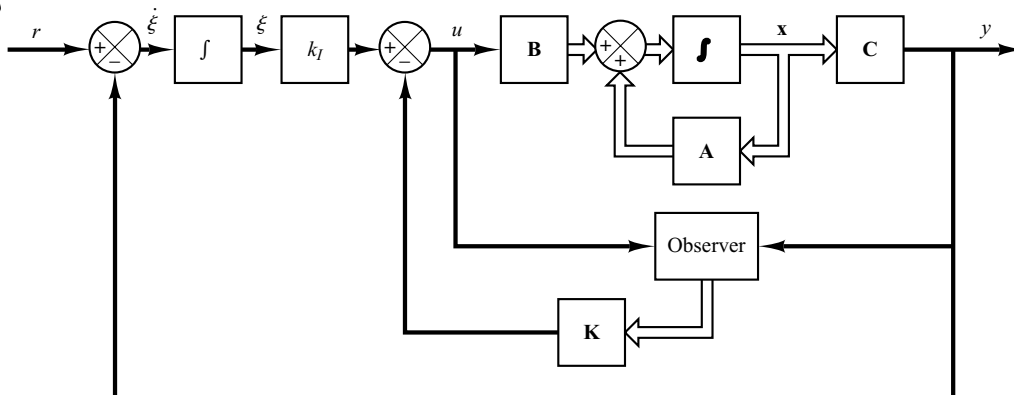 r
+
−
ξ̇
∫
ξ
k_I
+
−
u
B
+
+
∫
x
C
y
A
Observer
K